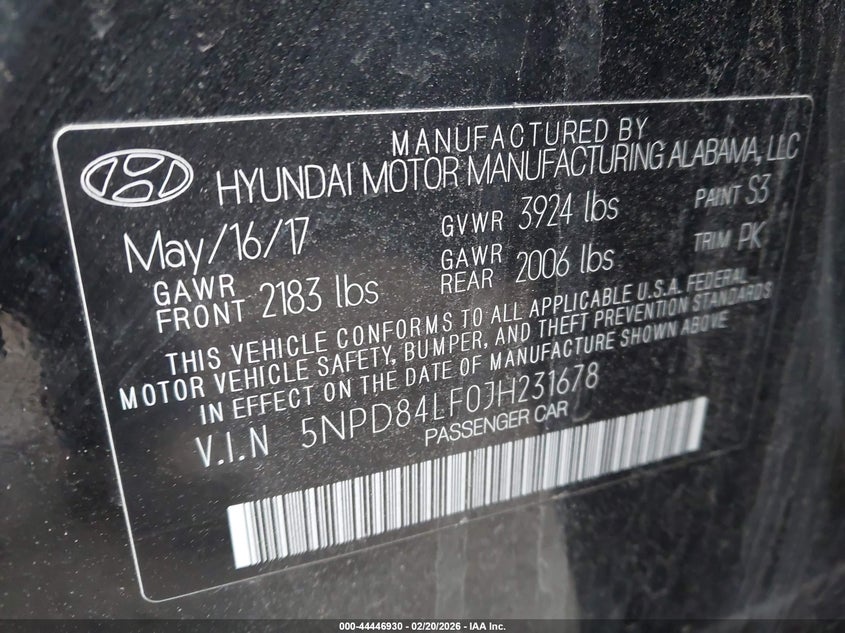 MANUFACTURED BY
HYUNDAI MOTOR MANUFACTURING ALABAMA, LLC
May/16/17 GVWR 3924 lbs PAINT S3
GAWR FRONT 2183 lbs GAWR REAR 2006 lbs TRIM PK
THIS VEHICLE CONFORMS TO ALL APPLICABLE U.S.A. FEDERAL
MOTOR VEHICLE SAFETY, BUMPER, AND THEFT PREVENTION STANDARDS
IN EFFECT ON THE DATE OF MANUFACTURE SHOWN ABOVE
V.I.N 5NPD84LF0JH231678
PASSENGER CAR
000-44446930 - 02/20/2026 - IAA Inc.